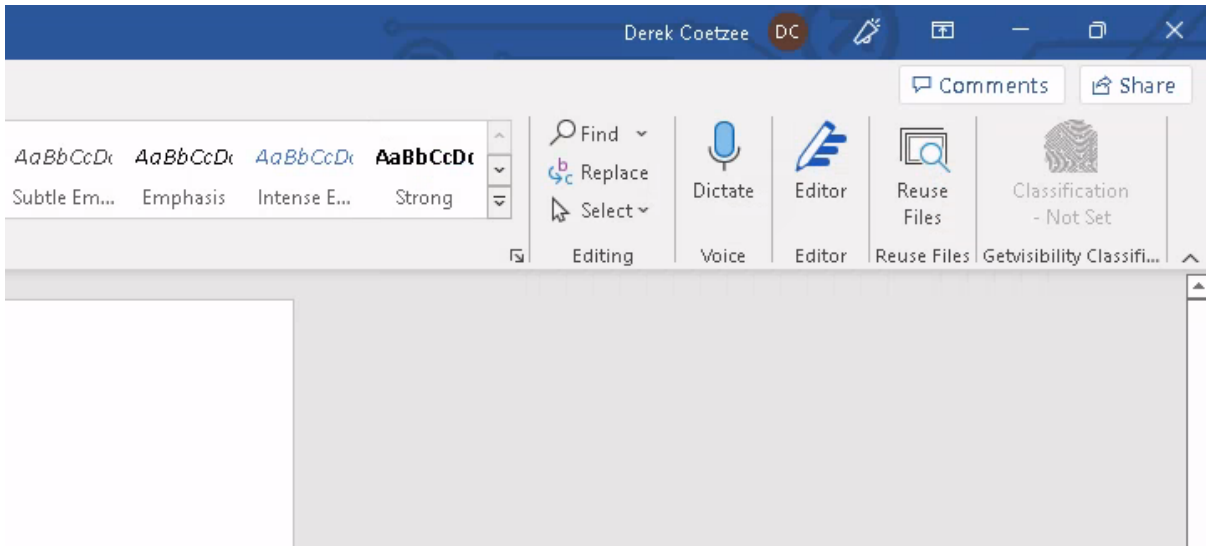 Derek Coetzee DC
Comments Share
AaBbCcDc AaBbCcDc AaBbCcDc AaBbCcDc
Subtle Em... Emphasis Intense E... Strong
Find
Replace
Select
Dictate
Editor
Reuse
Files
Classification
- Not Set
Editing Voice Editor Reuse Files Getvisibility Classifi...